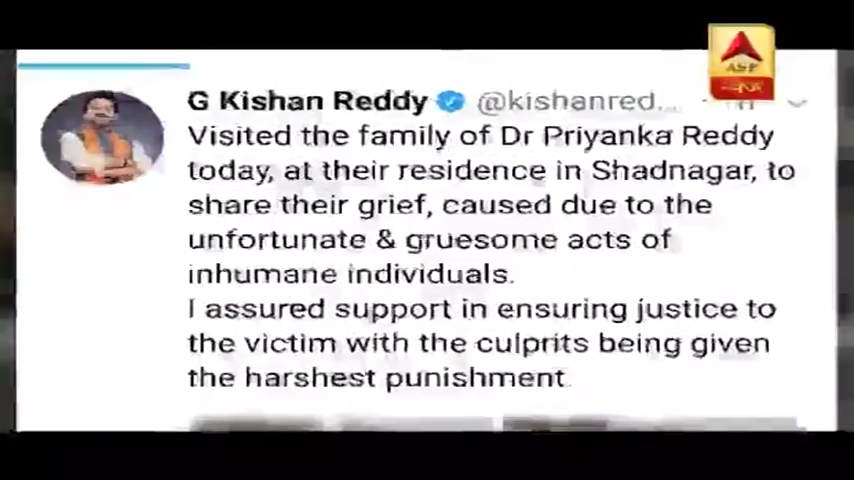 G Kishan Reddy @kishanred...
Visited the family of Dr Priyanka Reddy
today, at their residence in Shadnagar, to
share their grief, caused due to the
unfortunate & gruesome acts of
inhumane individuals.
I assured support in ensuring justice to
the victim with the culprits being given
the harshest punishment.